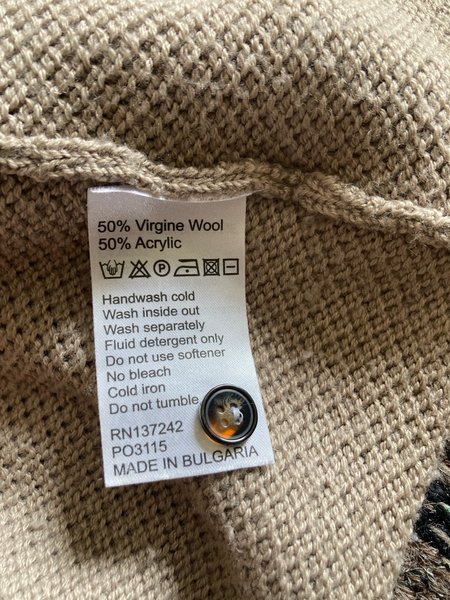 50% Virgine Wool
50% Acrylic
Handwash cold
Wash inside out
Wash separately
Fluid detergent only
Do not use softener
No bleach
Cold iron
Do not tumble
RN137242
PO3115
MADE IN BULGARIA